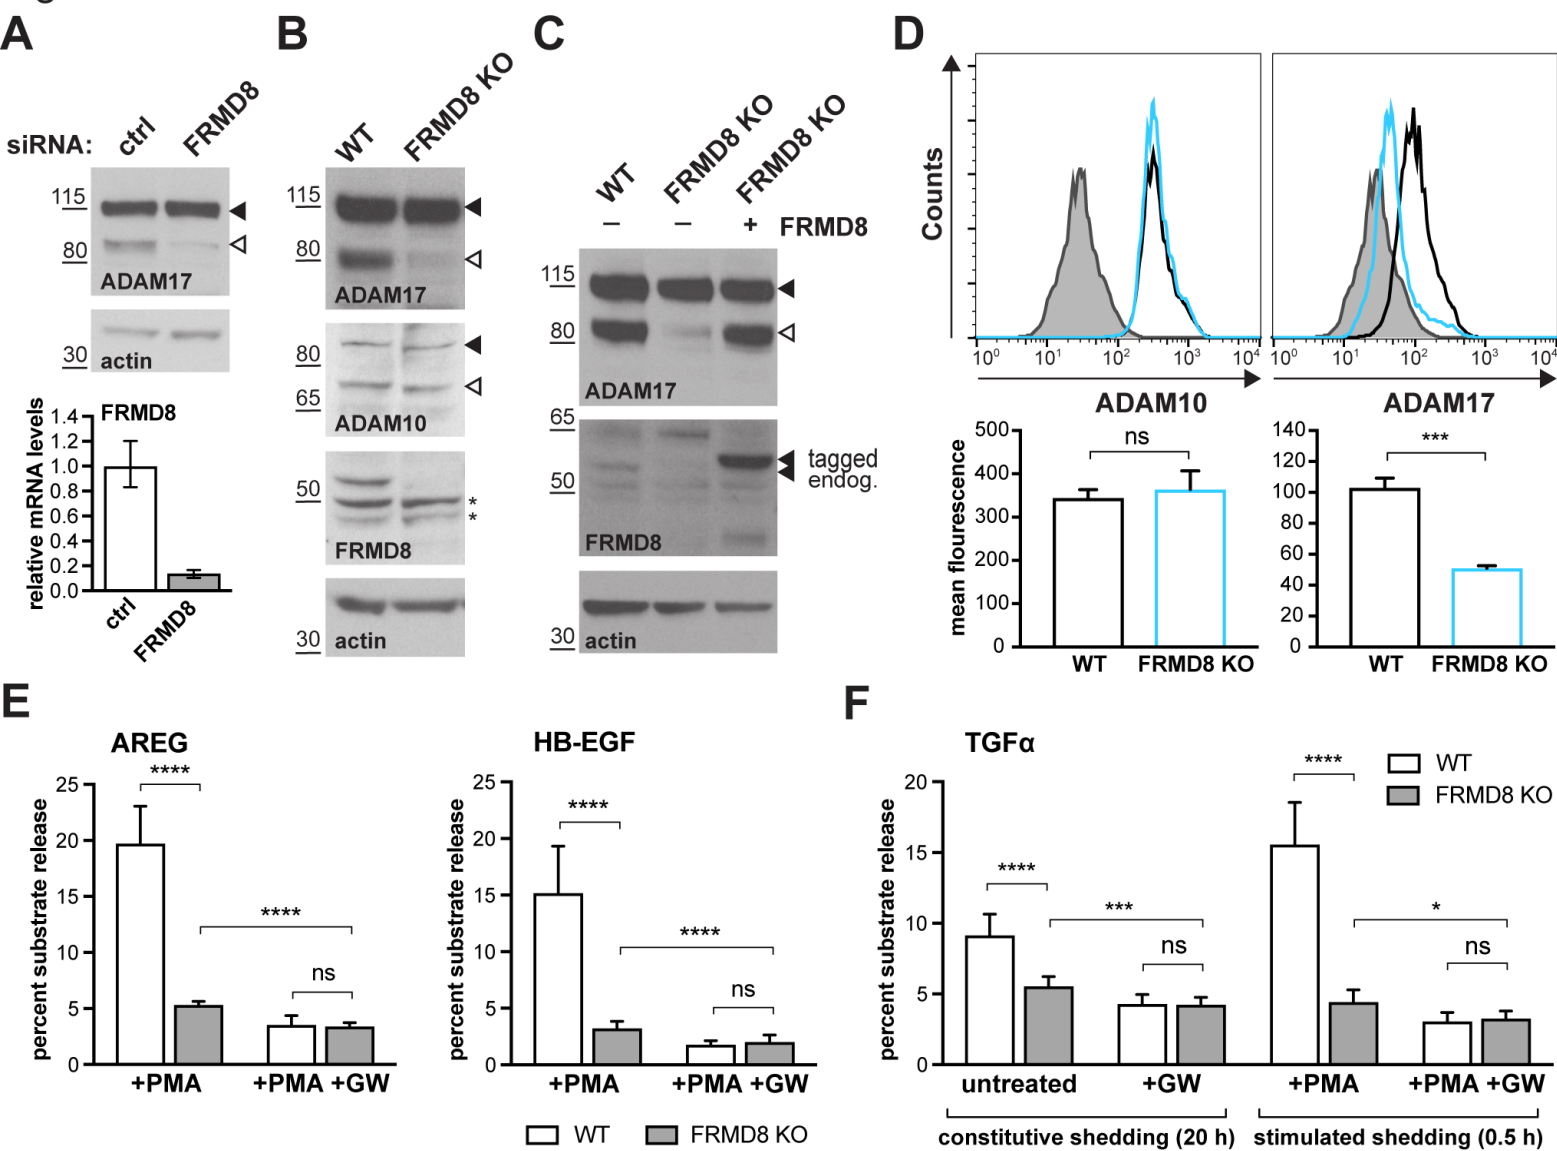 A
siRNA:
ctrl
FRMD8
115
80
ADAM17
30
actin
FRMD8
relative mRNA levels
1.4
1.2
1.0
0.8
0.6
0.4
0.2
0.0
ctrl
FRMD8
B
WT
FRMD8 KO
115
80
ADAM17
80
65
ADAM10
50
*
*
FRMD8
30
actin
C
WT
FRMD8 KO
FRMD8 KO
– – + FRMD8
115
80
ADAM17
65
50
tagged
endog.
FRMD8
30
actin
D
Counts
10⁰ 10¹ 10² 10³ 10⁴
ADAM10
10⁰ 10¹ 10² 10³ 10⁴
ADAM17
mean flourescence
500
400
300
200
100
0
ns
WT FRMD8 KO
140
120
100
80
60
40
20
0
***
WT FRMD8 KO
E
AREG
percent substrate release
25
20
15
10
5
0
****
****
ns
+PMA +PMA +GW
HB-EGF
percent substrate release
25
20
15
10
5
0
****
****
ns
+PMA +PMA +GW
WT FRMD8 KO
F
TGFα
WT
FRMD8 KO
percent substrate release
20
15
10
5
0
****
***
ns
****
*
ns
untreated +GW +PMA +PMA +GW
constitutive shedding (20 h) stimulated shedding (0.5 h)